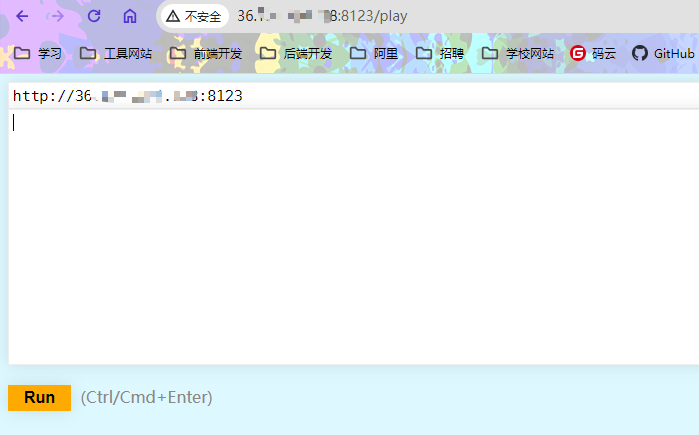 不安全 36. 8:8123/play
学习 工具网站 前端开发 后端开发 阿里 招聘 学校网站 码云 GitHub
http://36 . :8123
Run (Ctrl/Cmd+Enter)